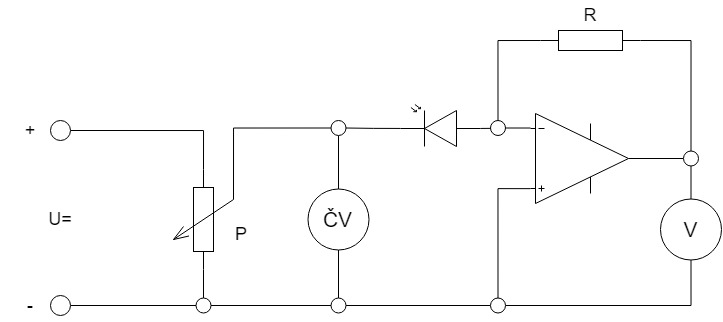 R
+
-
+
U=
P
ČV
V
-